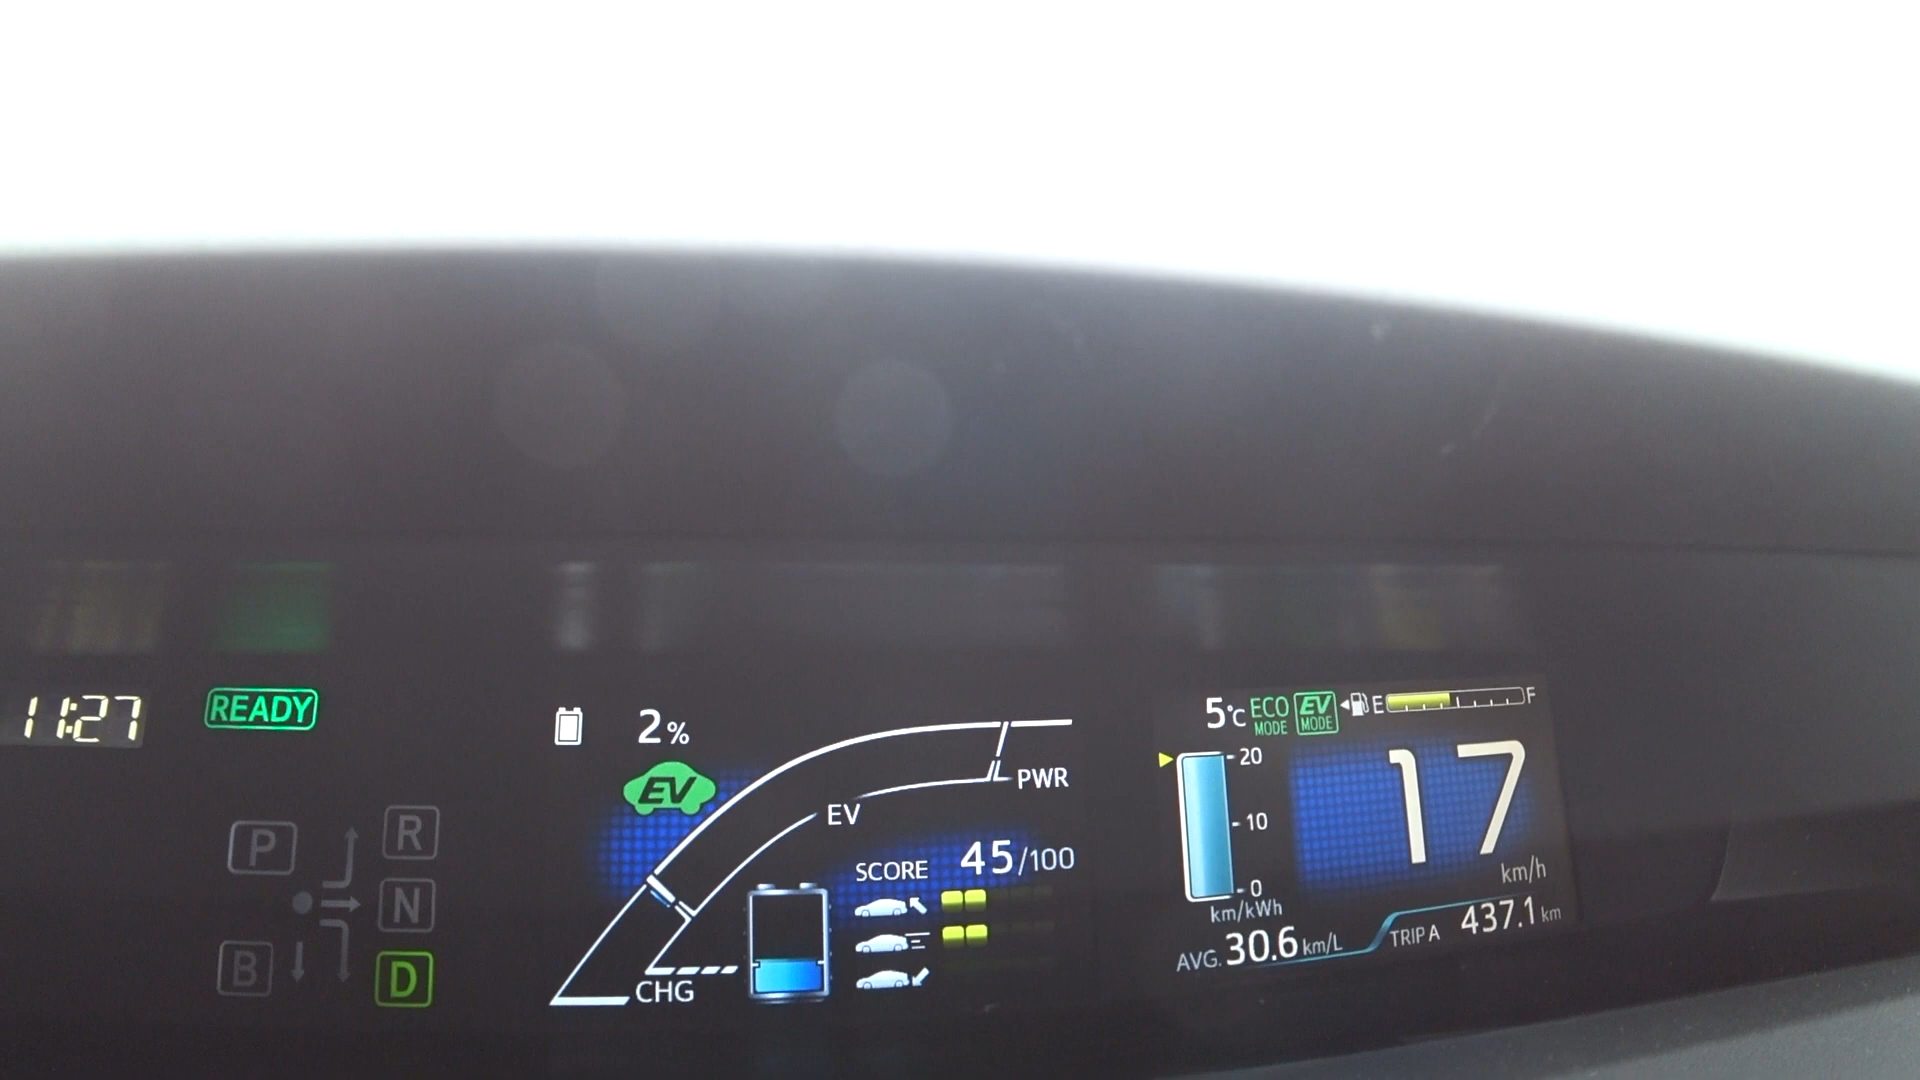 11:27
READY
P
R
N
B
D
2%
EV
EV
PWR
CHG
SCORE 45/100
5°C ECO MODE EV MODE E F
20
10
0
km/kWh
17
km/h
AVG. 30.6 km/L
TRIP A 437.1 km